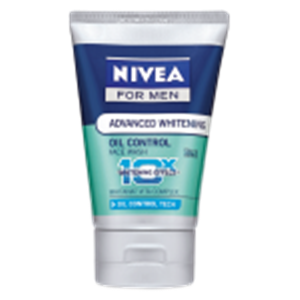 NIVEA
FOR MEN
ADVANCED WHITENING
OIL CONTROL
FACE WASH
10x
WHITENING EFFECT
OIL CONTROL TECH